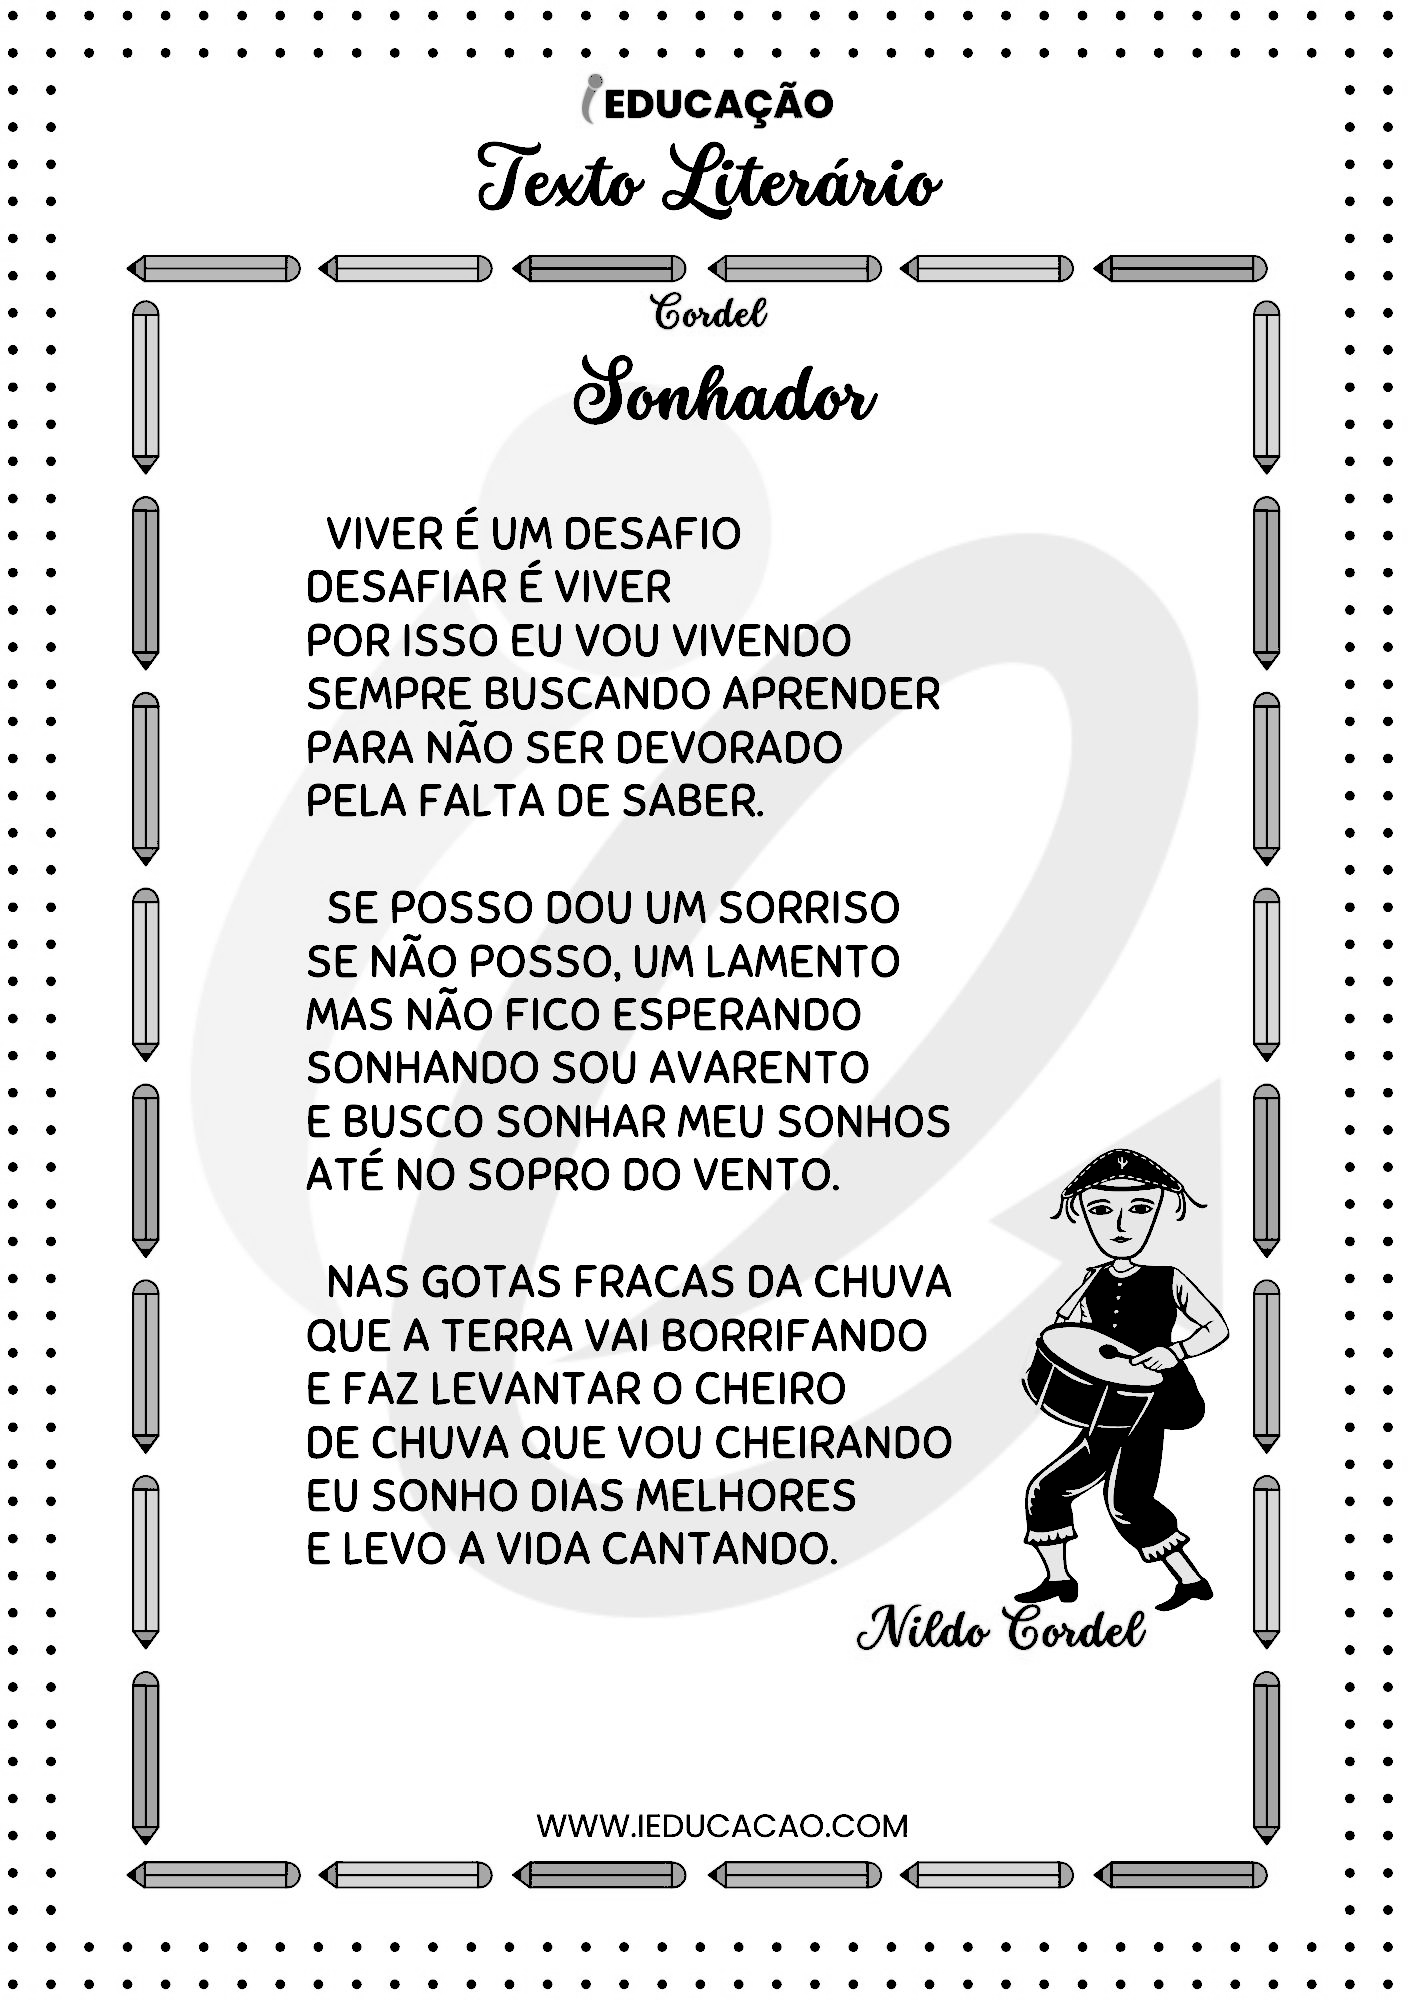 iEDUCAÇÃO
Texto Literário
Cordel
Sonhador
VIVER É UM DESAFIO
DESAFIAR É VIVER
POR ISSO EU VOU VIVENDO
SEMPRE BUSCANDO APRENDER
PARA NÃO SER DEVORADO
PELA FALTA DE SABER.
SE POSSO DOU UM SORRISO
SE NÃO POSSO, UM LAMENTO
MAS NÃO FICO ESPERANDO
SONHANDO SOU AVARENTO
E BUSCO SONHAR MEU SONHOS
ATÉ NO SOPRO DO VENTO.
NAS GOTAS FRACAS DA CHUVA
QUE A TERRA VAI BORRIFANDO
E FAZ LEVANTAR O CHEIRO
DE CHUVA QUE VOU CHEIRANDO
EU SONHO DIAS MELHORES
E LEVO A VIDA CANTANDO.
Nildo Cordel
WWW.IEDUCACAO.COM